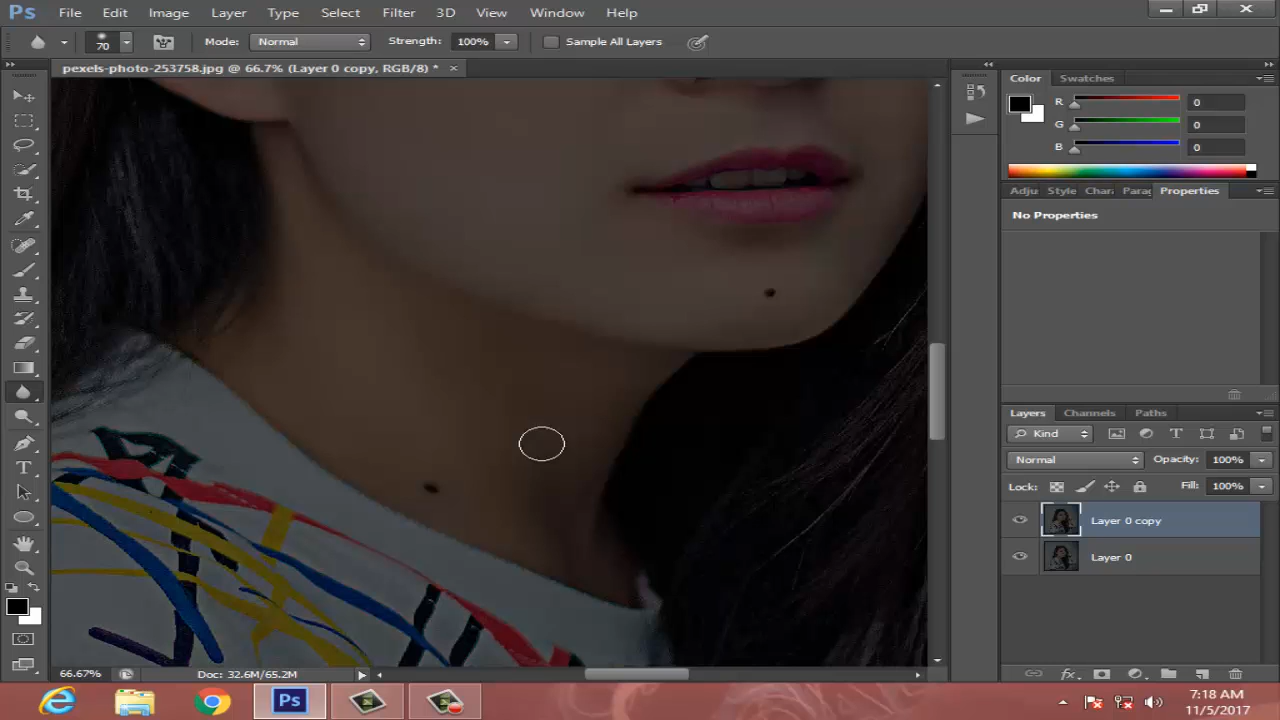 Ps File Edit Image Layer Type Select Filter 3D View Window Help
70 Mode: Normal Strength: 100% Sample All Layers
pexels-photo-253758.jpg @ 66.7% (Layer 0 copy, RGB/8) *
Color Swatches
R 0
G 0
B 0
Adju Style Chara Parag Properties
No Properties
Layers Channels Paths
Kind
Normal Opacity: 100%
Lock: Fill: 100%
Layer 0 copy
Layer 0
66.67% Doc: 32.6M/65.2M
Ps
7:18 AM
11/5/2017